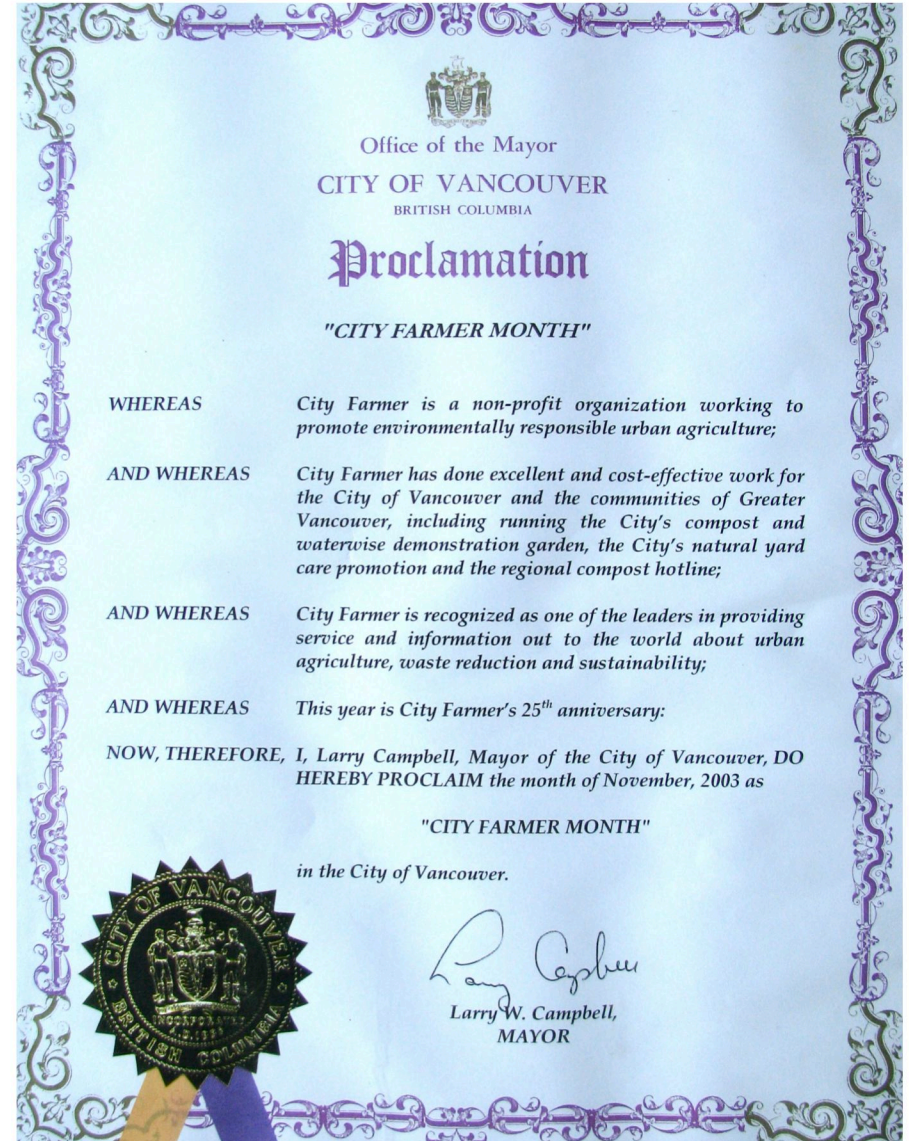 Office of the Mayor
CITY OF VANCOUVER
BRITISH COLUMBIA
Proclamation
"CITY FARMER MONTH"
WHEREAS City Farmer is a non-profit organization working to
promote environmentally responsible urban agriculture;
AND WHEREAS City Farmer has done excellent and cost-effective work for
the City of Vancouver and the communities of Greater
Vancouver, including running the City's compost and
waterwise demonstration garden, the City's natural yard
care promotion and the regional compost hotline;
AND WHEREAS City Farmer is recognized as one of the leaders in providing
service and information out to the world about urban
agriculture, waste reduction and sustainability;
AND WHEREAS This year is City Farmer's 25th anniversary:
NOW, THEREFORE, I, Larry Campbell, Mayor of the City of Vancouver, DO
HEREBY PROCLAIM the month of November, 2003 as
"CITY FARMER MONTH"
in the City of Vancouver.
Larry W. Campbell,
MAYOR
CITY OF VANCOUVER
BRITISH COLUMBIA